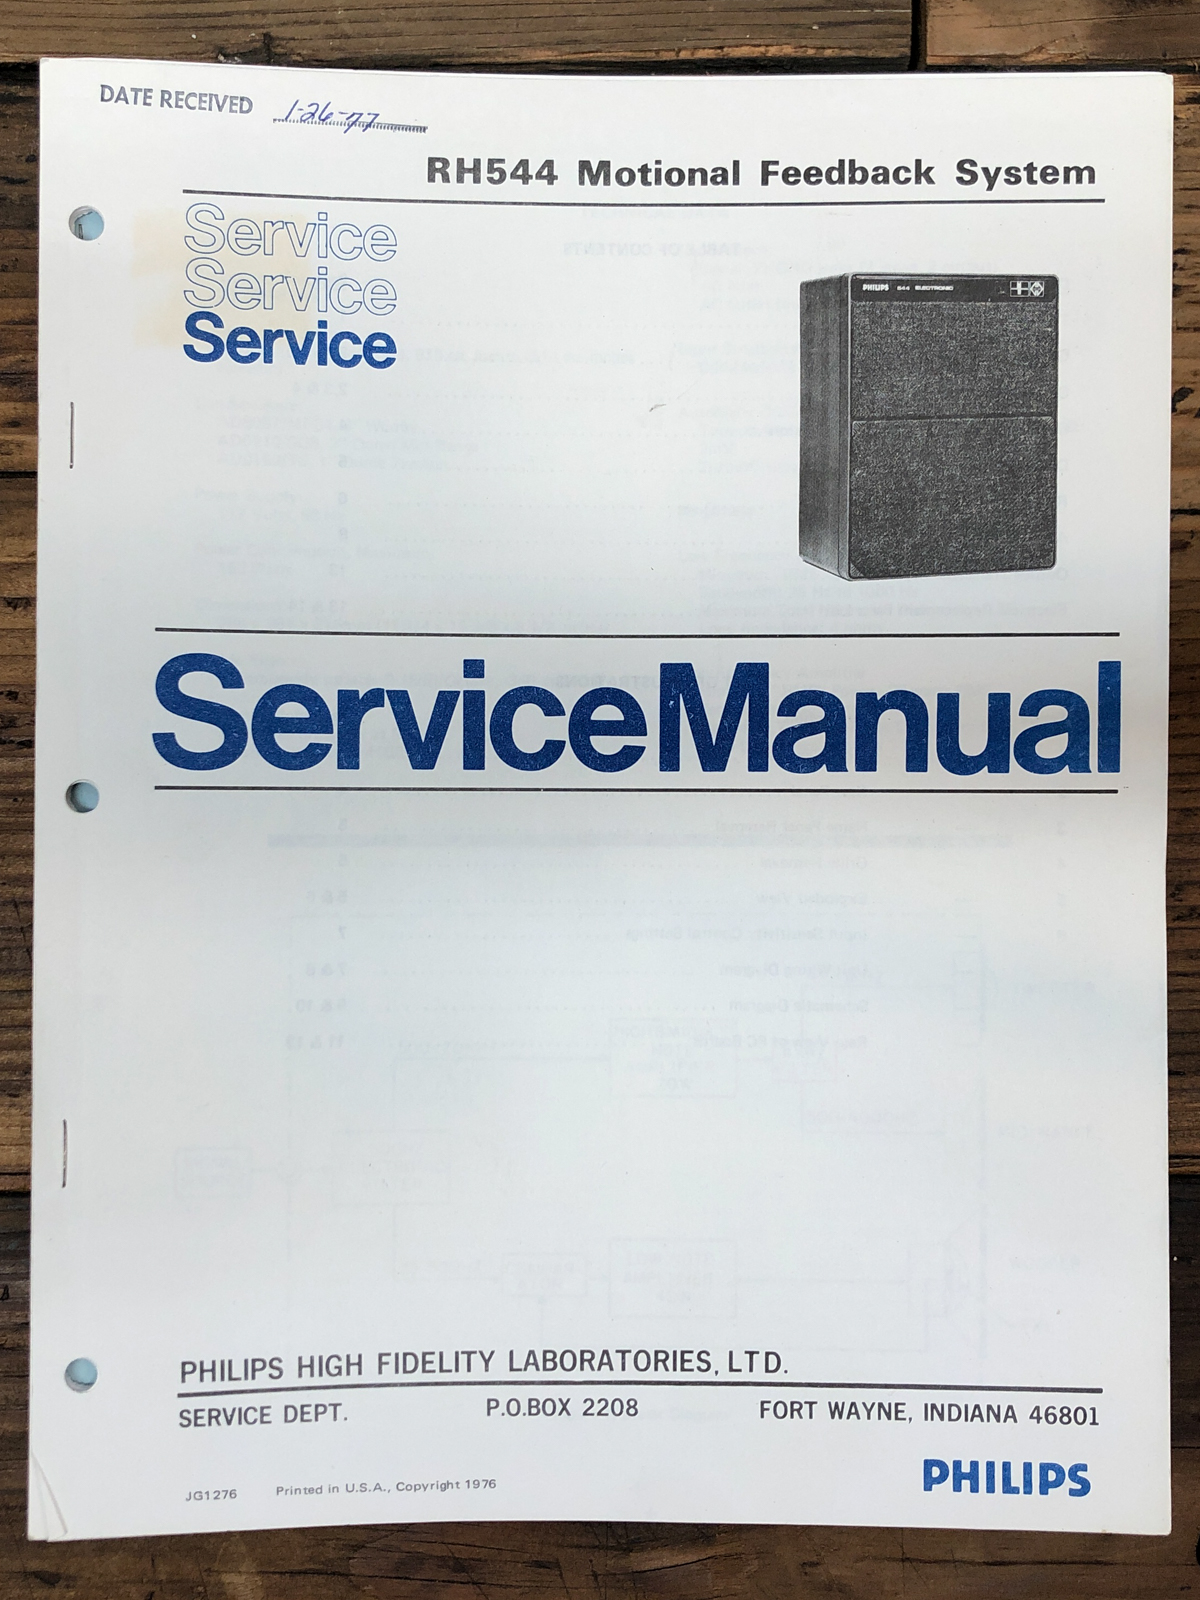 DATE RECEIVED 1-26-77
RH544 Motional Feedback System
Service
Service
Service
PHILIPS 544 ELECTRONIC
ServiceManual
PHILIPS HIGH FIDELITY LABORATORIES, LTD.
SERVICE DEPT. P.O.BOX 2208 FORT WAYNE, INDIANA 46801
PHILIPS
JG1276 Printed in U.S.A., Copyright 1976